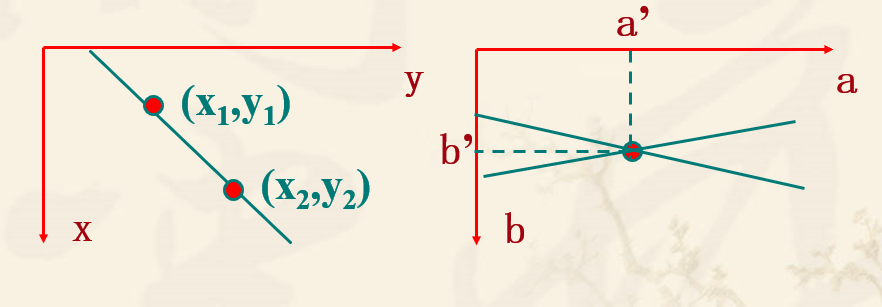 y
(x₁,y₁)
(x₂,y₂)
x
a’
a
b’
b